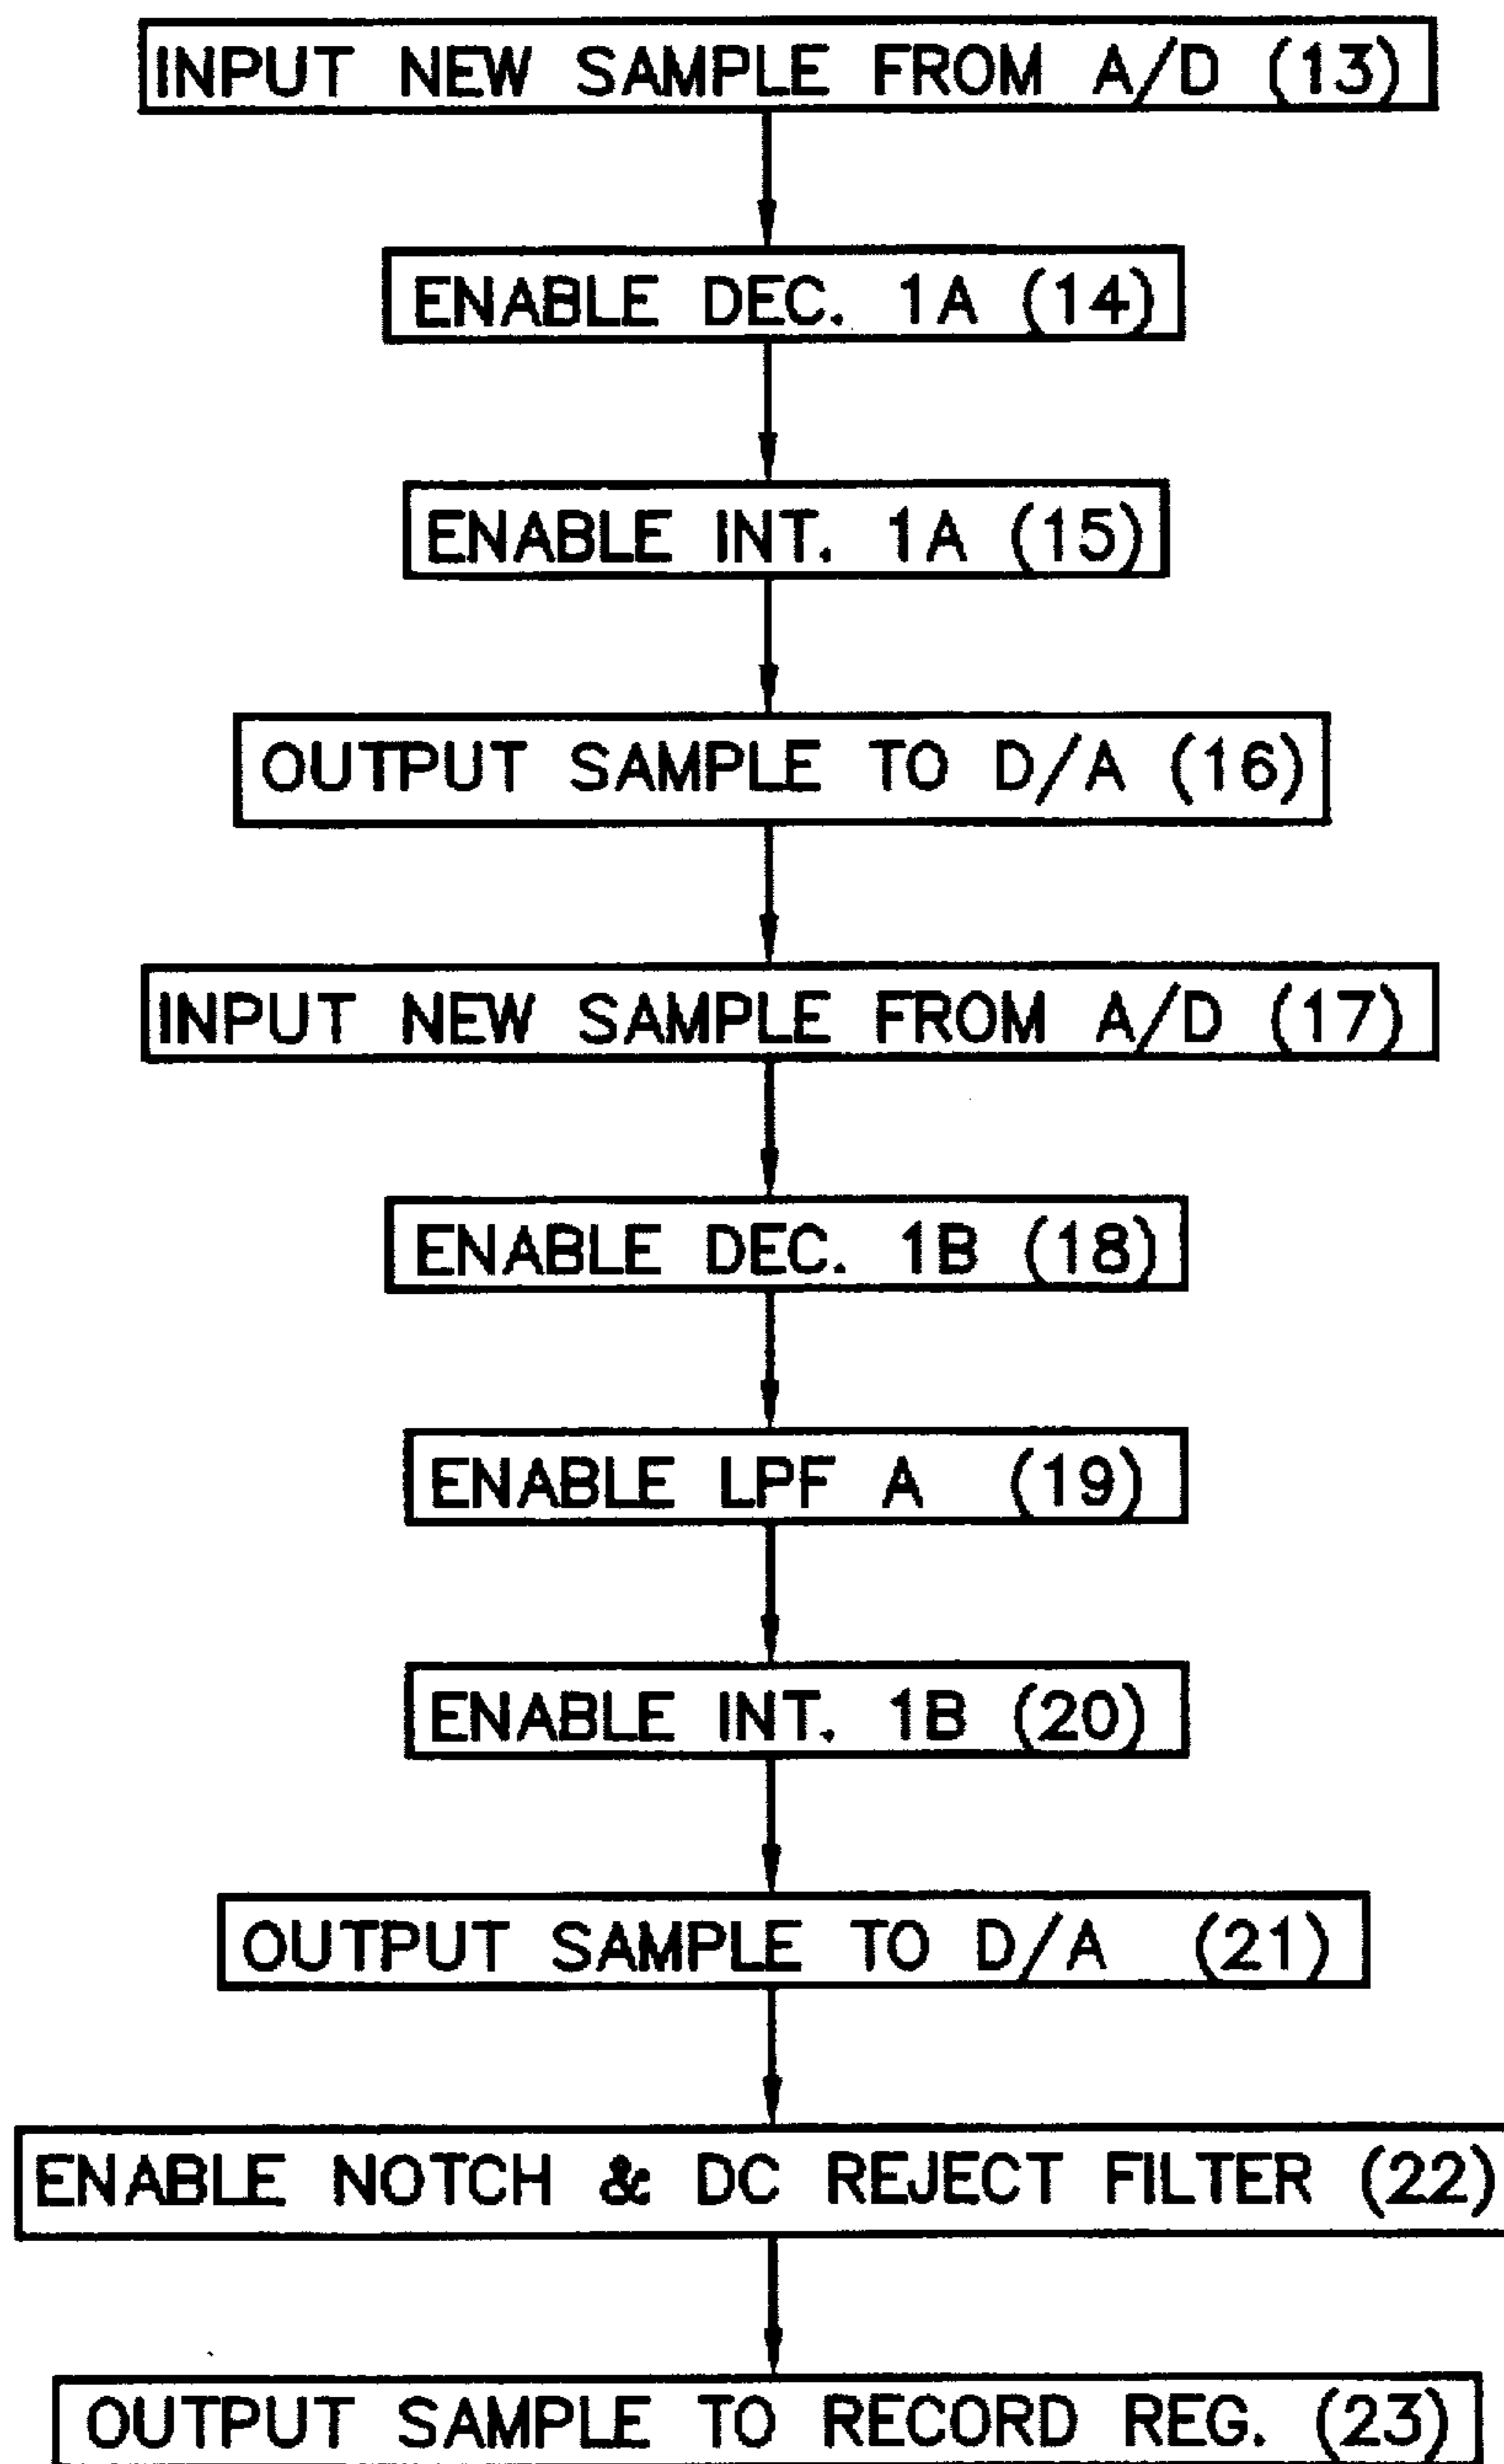 INPUT NEW SAMPLE FROM A/D (13)
ENABLE DEC. 1A (14)
ENABLE INT. 1A (15)
OUTPUT SAMPLE TO D/A (16)
INPUT NEW SAMPLE FROM A/D (17)
ENABLE DEC. 1B (18)
ENABLE LPF A (19)
ENABLE INT. 1B (20)
OUTPUT SAMPLE TO D/A (21)
ENABLE NOTCH & DC REJECT FILTER (22)
OUTPUT SAMPLE TO RECORD REG. (23)